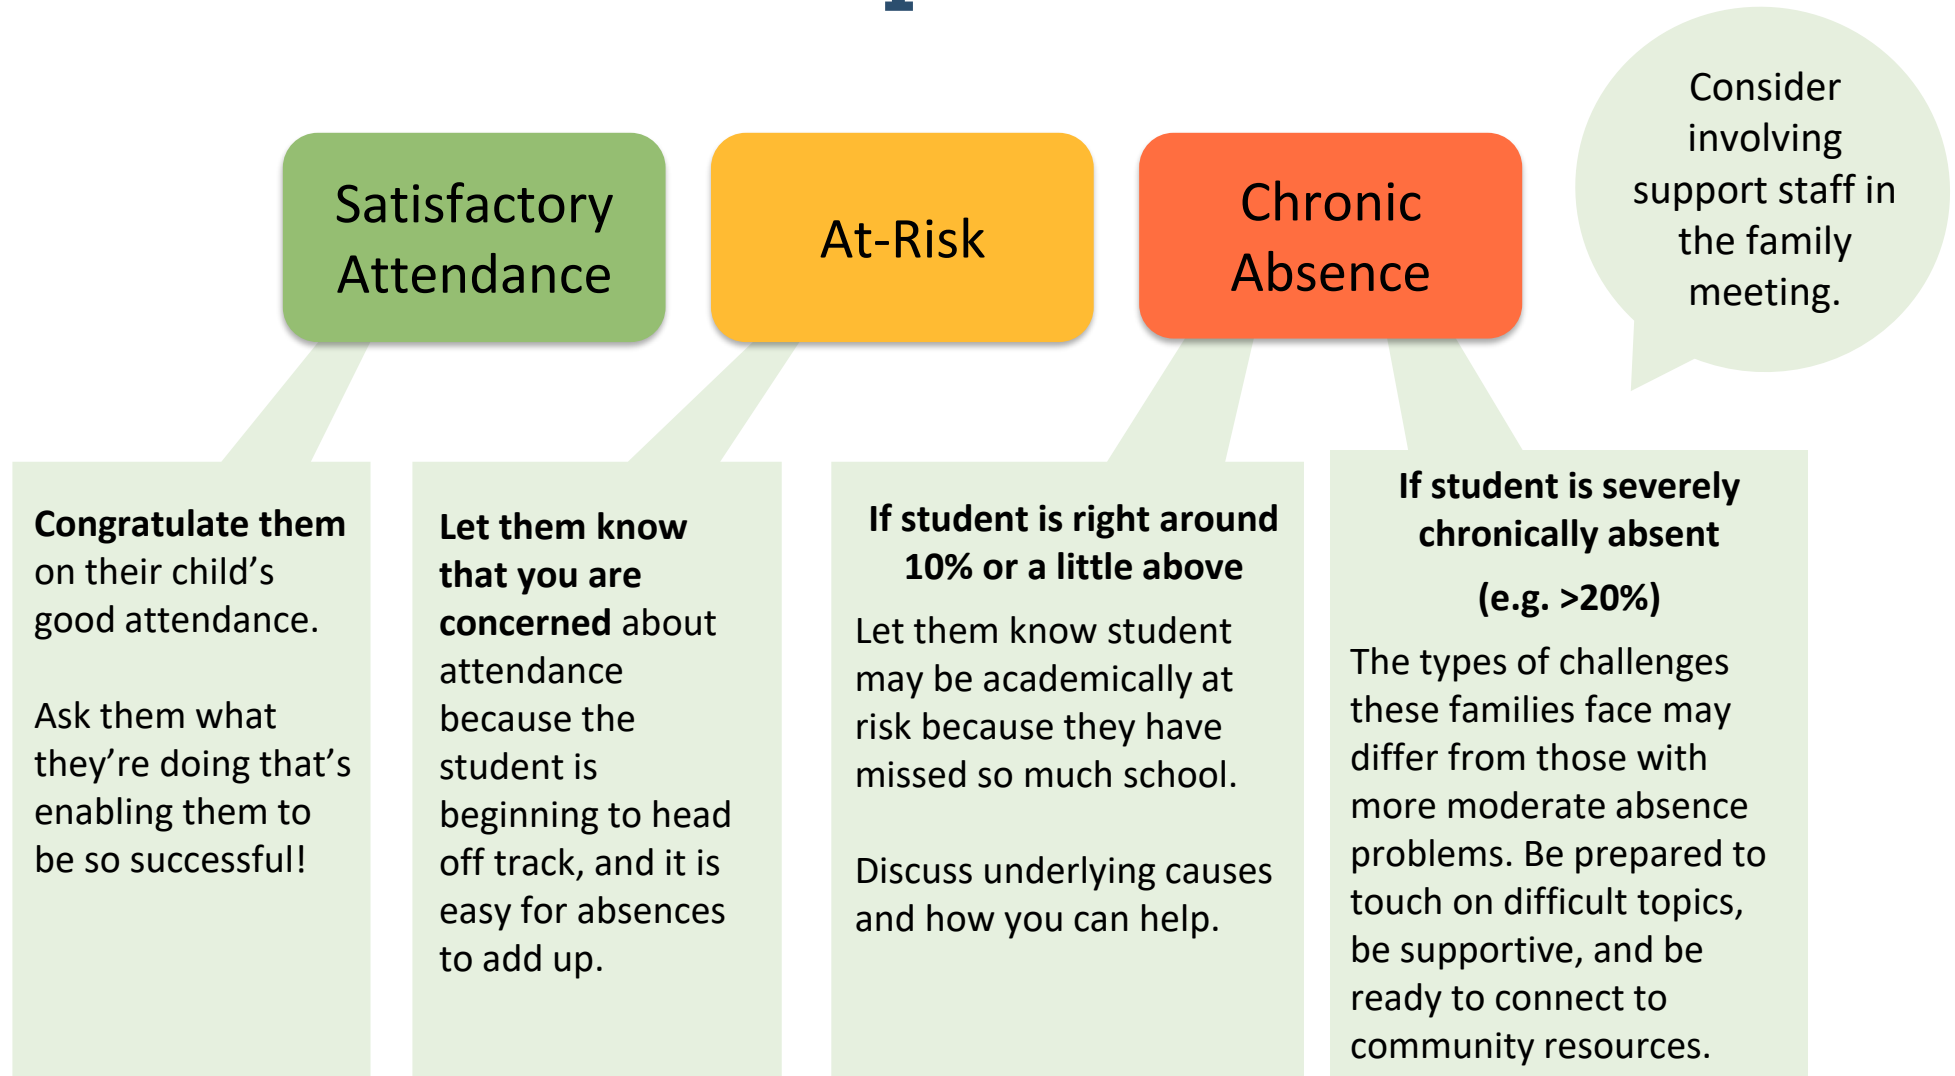 Satisfactory
Attendance
At-Risk
Chronic
Absence
Consider
involving
support staff in
the family
meeting.
Congratulate them
on their child’s
good attendance.
Ask them what
they’re doing that’s
enabling them to
be so successful!
Let them know
that you are
concerned about
attendance
because the
student is
beginning to head
off track, and it is
easy for absences
to add up.
If student is right around
10% or a little above
Let them know student
may be academically at
risk because they have
missed so much school.
Discuss underlying causes
and how you can help.
If student is severely
chronically absent
(e.g. >20%)
The types of challenges
these families face may
differ from those with
more moderate absence
problems. Be prepared to
touch on difficult topics,
be supportive, and be
ready to connect to
community resources.